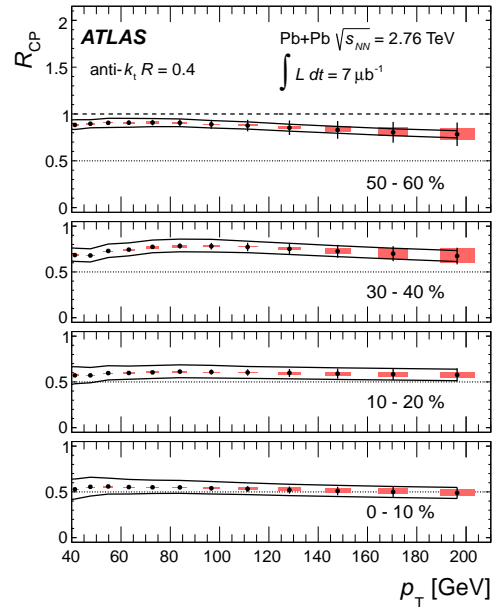 R_CP
ATLAS
Pb+Pb √s_NN = 2.76 TeV
anti-k_t R = 0.4
∫ L dt = 7 μb⁻¹
2
1.5
1
0.5
0
50 - 60 %
1
0.5
0
30 - 40 %
1
0.5
0
10 - 20 %
1
0.5
0
0 - 10 %
40 60 80 100 120 140 160 180 200
p_T [GeV]